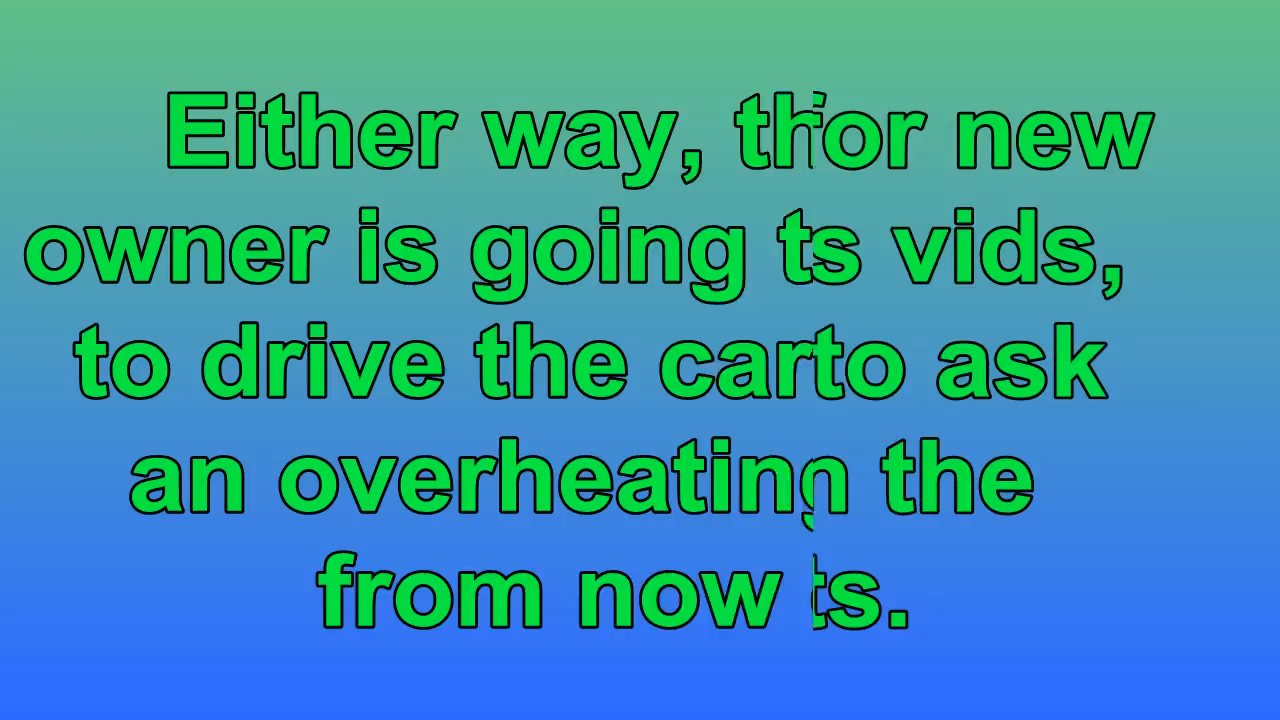 Either way, thor new
owner is going ts vids,
to drive the carto ask
an overheating the
from now ts.